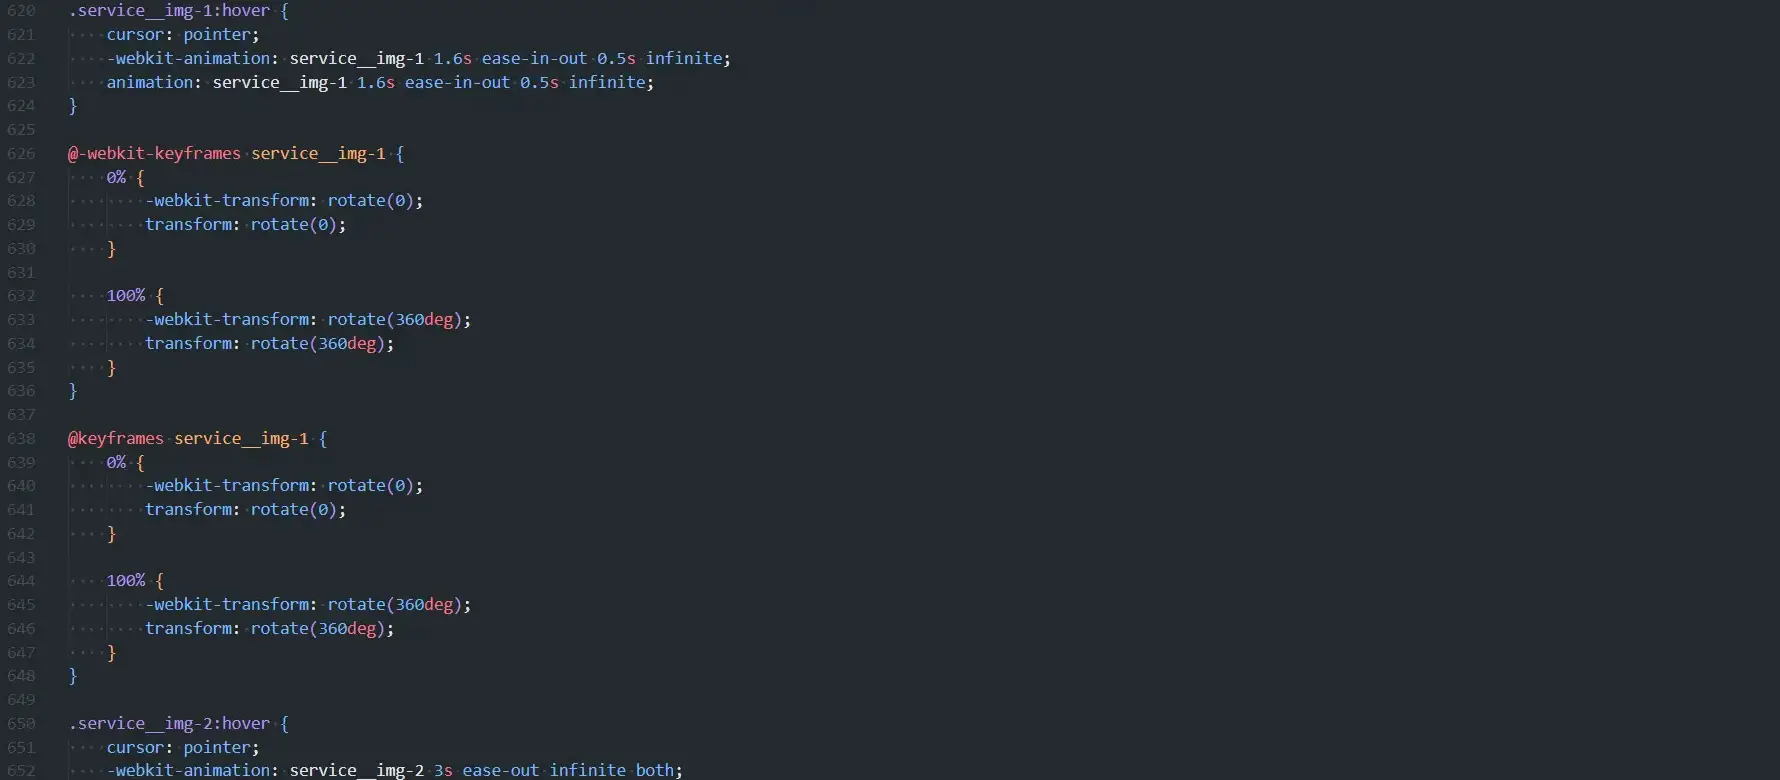 620 .service__img-1:hover {
621     cursor: pointer;
622     -webkit-animation: service__img-1 1.6s ease-in-out 0.5s infinite;
623     animation: service__img-1 1.6s ease-in-out 0.5s infinite;
624 }
625
626 @-webkit-keyframes service__img-1 {
627     0% {
628         -webkit-transform: rotate(0);
629         transform: rotate(0);
630     }
631
632     100% {
633         -webkit-transform: rotate(360deg);
634         transform: rotate(360deg);
635     }
636 }
637
638 @keyframes service__img-1 {
639     0% {
640         -webkit-transform: rotate(0);
641         transform: rotate(0);
642     }
643
644     100% {
645         -webkit-transform: rotate(360deg);
646         transform: rotate(360deg);
647     }
648 }
649
650 .service__img-2:hover {
651     cursor: pointer;
652     -webkit-animation: service__img-2 3s ease-out infinite both;